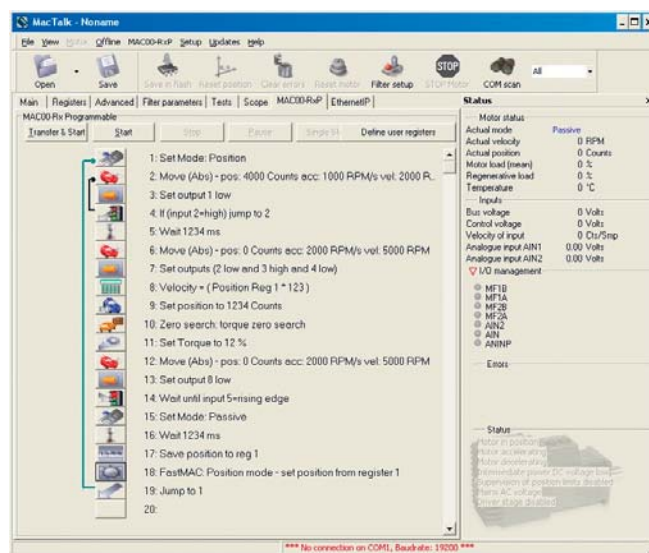 MacTalk - Noname
File View Motor Offline MAC00-RxP Setup Updates Help
Open Save Save in flash Reset position Clear errors Reset motor Filter setup STOP Motor COM scan All
STOP
Main Registers Advanced Filter parameters Tests Scope MAC00-RxP EthernetIP
MAC00-Rx Programmable
Transfer & Start Start Stop Pause Define user registers
1: Set Mode: Position
2: Move (Abs) - pos: 4000 Counts acc: 1000 RPM/s vel: 2000 R..
3: Set output 1 low
4: If (input 2=high) jump to 2
5: Wait 1234 ms
6: Move (Abs) - pos: 0 Counts acc: 2000 RPM/s vel: 5000 RPM
7: Set outputs (2 low and 3 high and 4 low)
8: Velocity = ( Position Reg 1 * 123 )
9: Set position to 1234 Counts
10: Zero search: torque zero search
11: Set Torque to 12 %
12: Move (Abs) - pos: 0 Counts acc: 2000 RPM/s vel: 5000 RPM
13: Set output 8 low
14: Wait until input 5=rising edge
15: Set Mode: Passive
16: Wait 1234 ms
17: Save position to reg 1
18: FastMAC: Position mode - set position from register 1
19: Jump to 1
20:
Status
Motor status
Actual mode Passive
Actual velocity 0 RPM
Actual position 0 Counts
Motor load (mean) 0 %
Regenerative load 0 %
Temperature 0 °C
Inputs
Bus voltage 0 Volts
Control voltage 0 Volts
Velocity of input 0 Cts/Smp
Analogue input AIN1 0.00 Volts
Analogue input AIN2 0.00 Volts
I/O management
MF1B
MF1A
MF2B
MF2A
AIN2
AIN
ANINP
Errors
Status
Motor in position
Motor accelerating
Motor decelerating
Intermediate power DC voltage low
Supervision of position limits disabled
Mains AC voltage
Driver stage disabled
*** No connection on COM1, Baudrate: 19200 ***